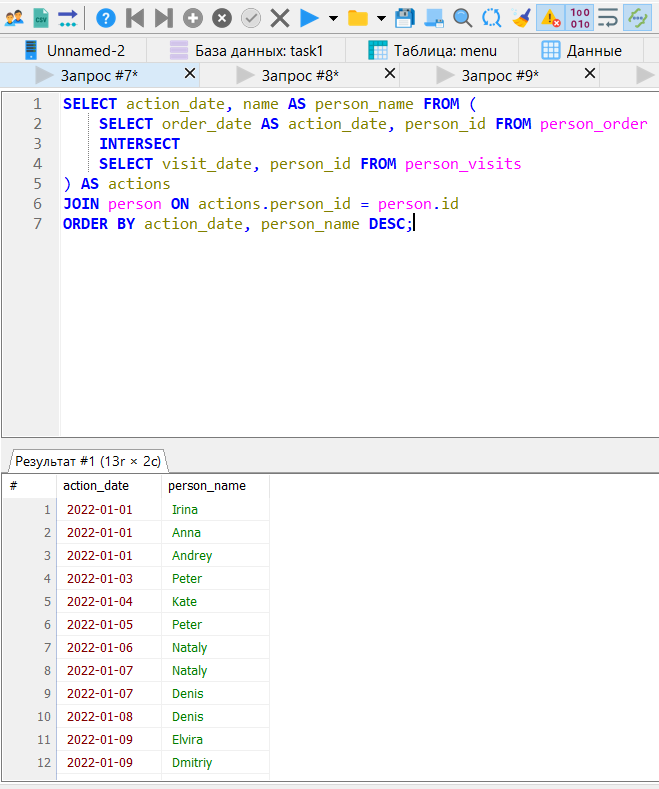 CSV
100
010
Unnamed-2 База данных: task1 Таблица: menu Данные
Запрос #7* Запрос #8* Запрос #9*
1 SELECT action_date, name AS person_name FROM (
2 SELECT order_date AS action_date, person_id FROM person_order
3 INTERSECT
4 SELECT visit_date, person_id FROM person_visits
5 ) AS actions
6 JOIN person ON actions.person_id = person.id
7 ORDER BY action_date, person_name DESC;
Результат #1 (13r × 2c)
# action_date person_name
1 2022-01-01 Irina
2 2022-01-01 Anna
3 2022-01-01 Andrey
4 2022-01-03 Peter
5 2022-01-04 Kate
6 2022-01-05 Peter
7 2022-01-06 Nataly
8 2022-01-07 Nataly
9 2022-01-07 Denis
10 2022-01-08 Denis
11 2022-01-09 Elvira
12 2022-01-09 Dmitriy